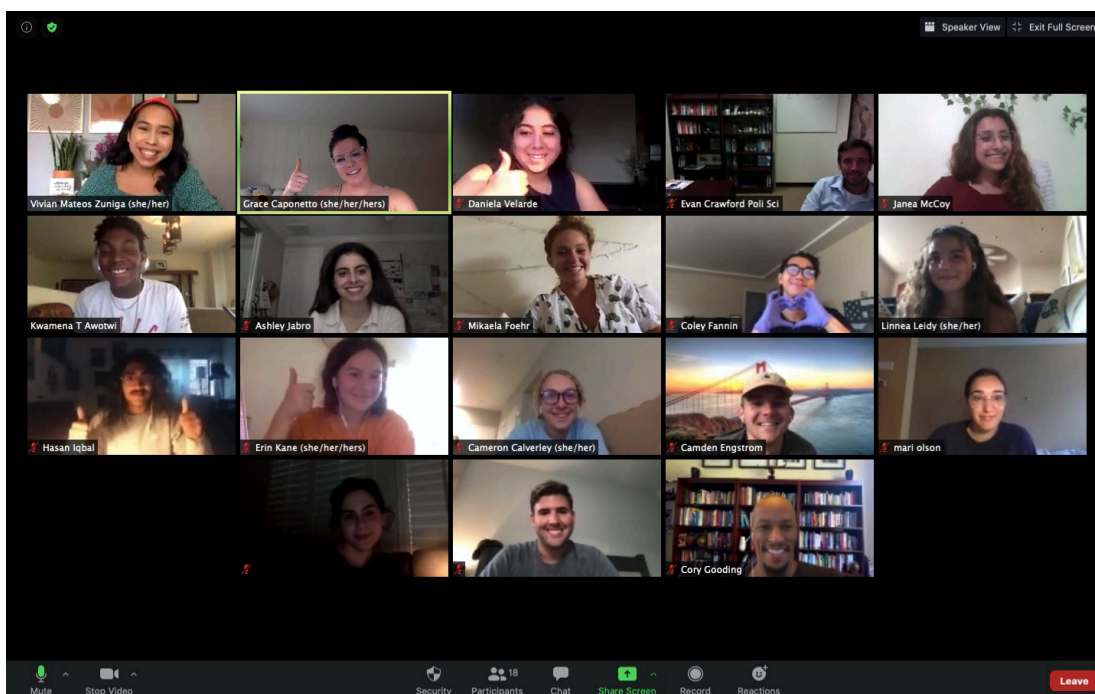 Speaker View
Exit Full Screen
Vivian Mateos Zuniga (she/her)
Grace Caponetto (she/her/hers)
Daniela Velarde
Evan Crawford Poli Sci
Janea McCoy
Kwamena T Awotwi
Ashley Jabro
Mikaela Foehr
Coley Fannin
Linnea Leidy (she/her)
Hasan Iqbal
Erin Kane (she/her/hers)
Cameron Calverley (she/her)
Camden Engstrom
mari olson
Cory Gooding
Mute
Stop Video
Security
Participants
18
Chat
Share Screen
Record
Reactions
Leave